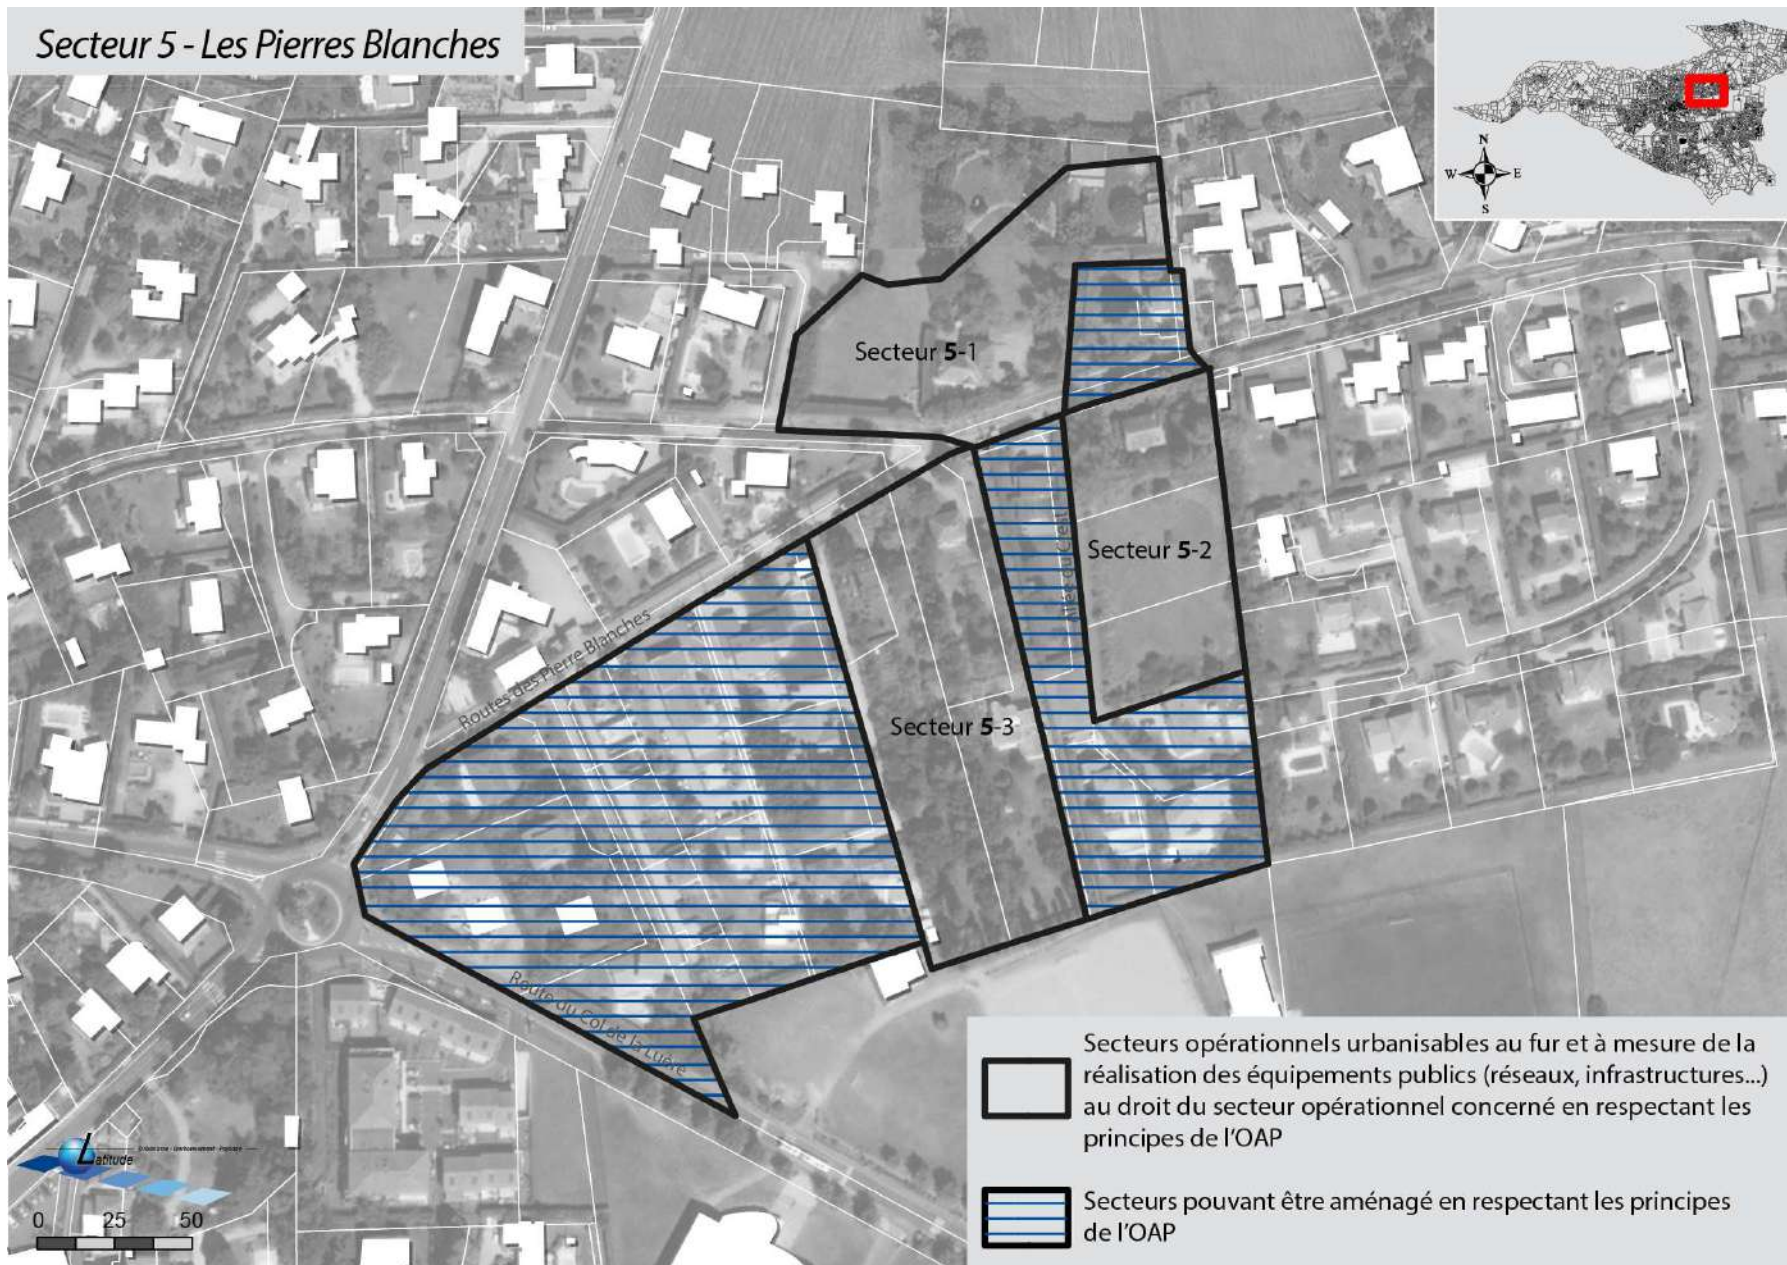 Secteur 5 - Les Pierres Blanches
N
W E
S
Secteur 5-1
Secteur 5-2
Allée du Crest
Routes des Pierre Blanches
Secteur 5-3
Route du Col de la Luère
Secteurs opérationnels urbanisables au fur et à mesure de la
réalisation des équipements publics (réseaux, infrastructures...)
au droit du secteur opérationnel concerné en respectant les
principes de l'OAP
Secteurs pouvant être aménagé en respectant les principes
de l'OAP
Latitude
0 25 50